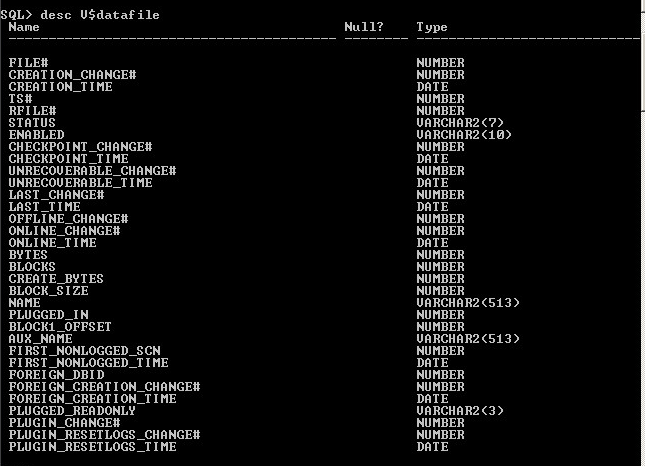 SQL> desc V$datafile
Name Null? Type
----------------------------------------- -------- ----------------------------
FILE# NUMBER
CREATION_CHANGE# NUMBER
CREATION_TIME DATE
TS# NUMBER
RFILE# NUMBER
STATUS VARCHAR2(7)
ENABLED VARCHAR2(10)
CHECKPOINT_CHANGE# NUMBER
CHECKPOINT_TIME DATE
UNRECOVERABLE_CHANGE# NUMBER
UNRECOVERABLE_TIME DATE
LAST_CHANGE# NUMBER
LAST_TIME DATE
OFFLINE_CHANGE# NUMBER
ONLINE_CHANGE# NUMBER
ONLINE_TIME DATE
BYTES NUMBER
BLOCKS NUMBER
CREATE_BYTES NUMBER
BLOCK_SIZE NUMBER
NAME VARCHAR2(513)
PLUGGED_IN NUMBER
BLOCK1_OFFSET NUMBER
AUX_NAME VARCHAR2(513)
FIRST_NONLOGGED_SCN NUMBER
FIRST_NONLOGGED_TIME DATE
FOREIGN_DBID NUMBER
FOREIGN_CREATION_CHANGE# NUMBER
FOREIGN_CREATION_TIME DATE
PLUGGED_READONLY VARCHAR2(3)
PLUGIN_CHANGE# NUMBER
PLUGIN_RESETLOGS_CHANGE# NUMBER
PLUGIN_RESETLOGS_TIME DATE